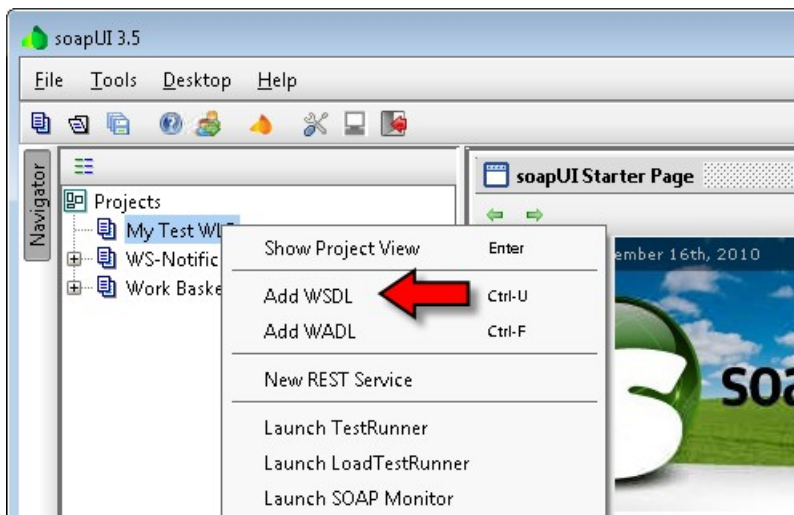 soapUI 3.5
File Tools Desktop Help
Navigator
soapUI Starter Page
Projects
My Test
WS-Notific
Work Baske
Show Project View Enter
Add WSDL Ctrl-U
Add WADL Ctrl-F
New REST Service
Launch TestRunner
Launch LoadTestRunner
Launch SOAP Monitor
ember 16th, 2010
soa